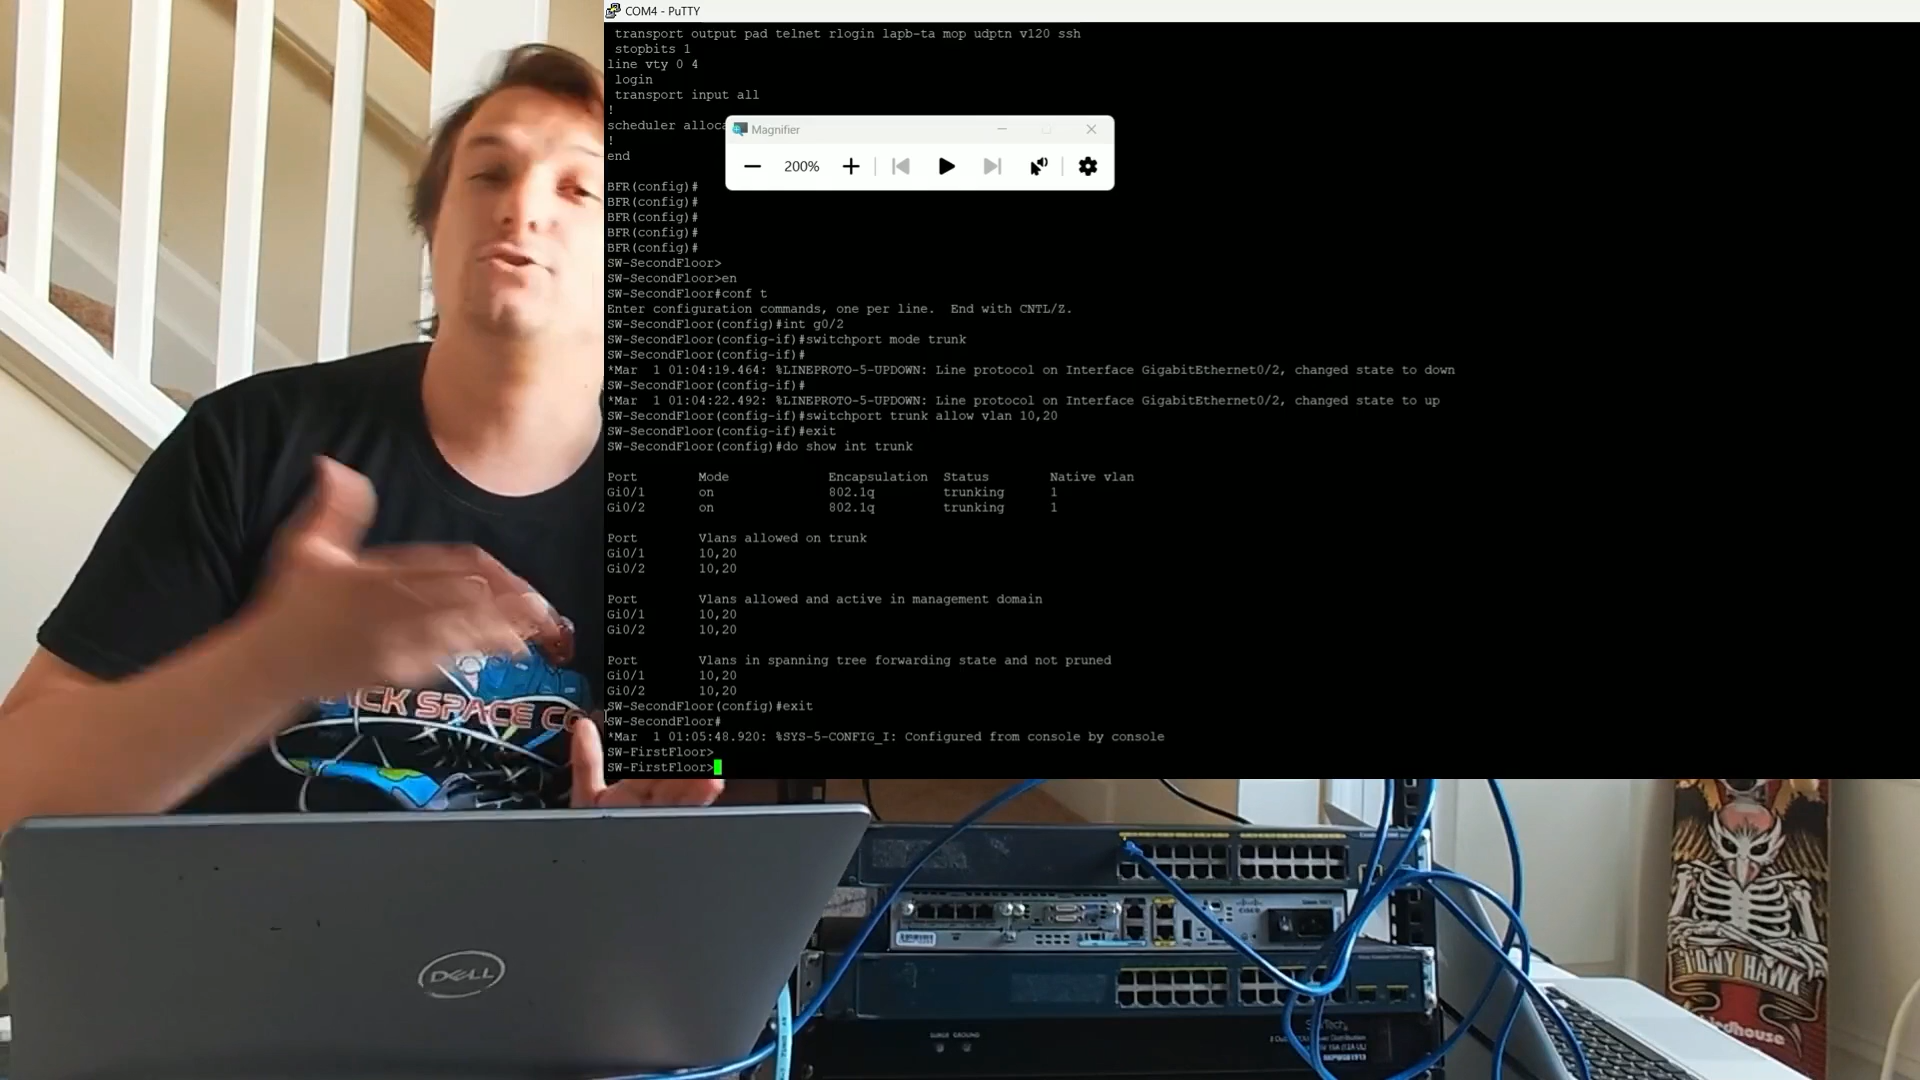 COM4 - PuTTY
transport output pad telnet rlogin lapb-ta mop udptn v120 ssh
stopbits 1
line vty 0 4
login
transport input all
!
scheduler alloc
!
end
Magnifier
200%
BFR(config)#
BFR(config)#
BFR(config)#
BFR(config)#
BFR(config)#
SW-SecondFloor>
SW-SecondFloor>en
SW-SecondFloor#conf t
Enter configuration commands, one per line.  End with CNTL/Z.
SW-SecondFloor(config)#int g0/2
SW-SecondFloor(config-if)#switchport mode trunk
SW-SecondFloor(config-if)#
*Mar  1 01:04:19.464: %LINEPROTO-5-UPDOWN: Line protocol on Interface GigabitEthernet0/2, changed state to down
SW-SecondFloor(config-if)#
*Mar  1 01:04:22.492: %LINEPROTO-5-UPDOWN: Line protocol on Interface GigabitEthernet0/2, changed state to up
SW-SecondFloor(config-if)#switchport trunk allow vlan 10,20
SW-SecondFloor(config-if)#exit
SW-SecondFloor(config)#do show int trunk
Port Mode Encapsulation Status Native vlan
Gi0/1 on 802.1q trunking 1
Gi0/2 on 802.1q trunking 1
Port Vlans allowed on trunk
Gi0/1 10,20
Gi0/2 10,20
Port Vlans allowed and active in management domain
Gi0/1 10,20
Gi0/2 10,20
Port Vlans in spanning tree forwarding state and not pruned
Gi0/1 10,20
Gi0/2 10,20
SW-SecondFloor(config)#exit
SW-SecondFloor#
*Mar  1 01:05:48.920: %SYS-5-CONFIG_I: Configured from console by console
SW-FirstFloor>
SW-FirstFloor>
SPACE
DELL
CISCO
SURGE GROUND
TONY HAWK